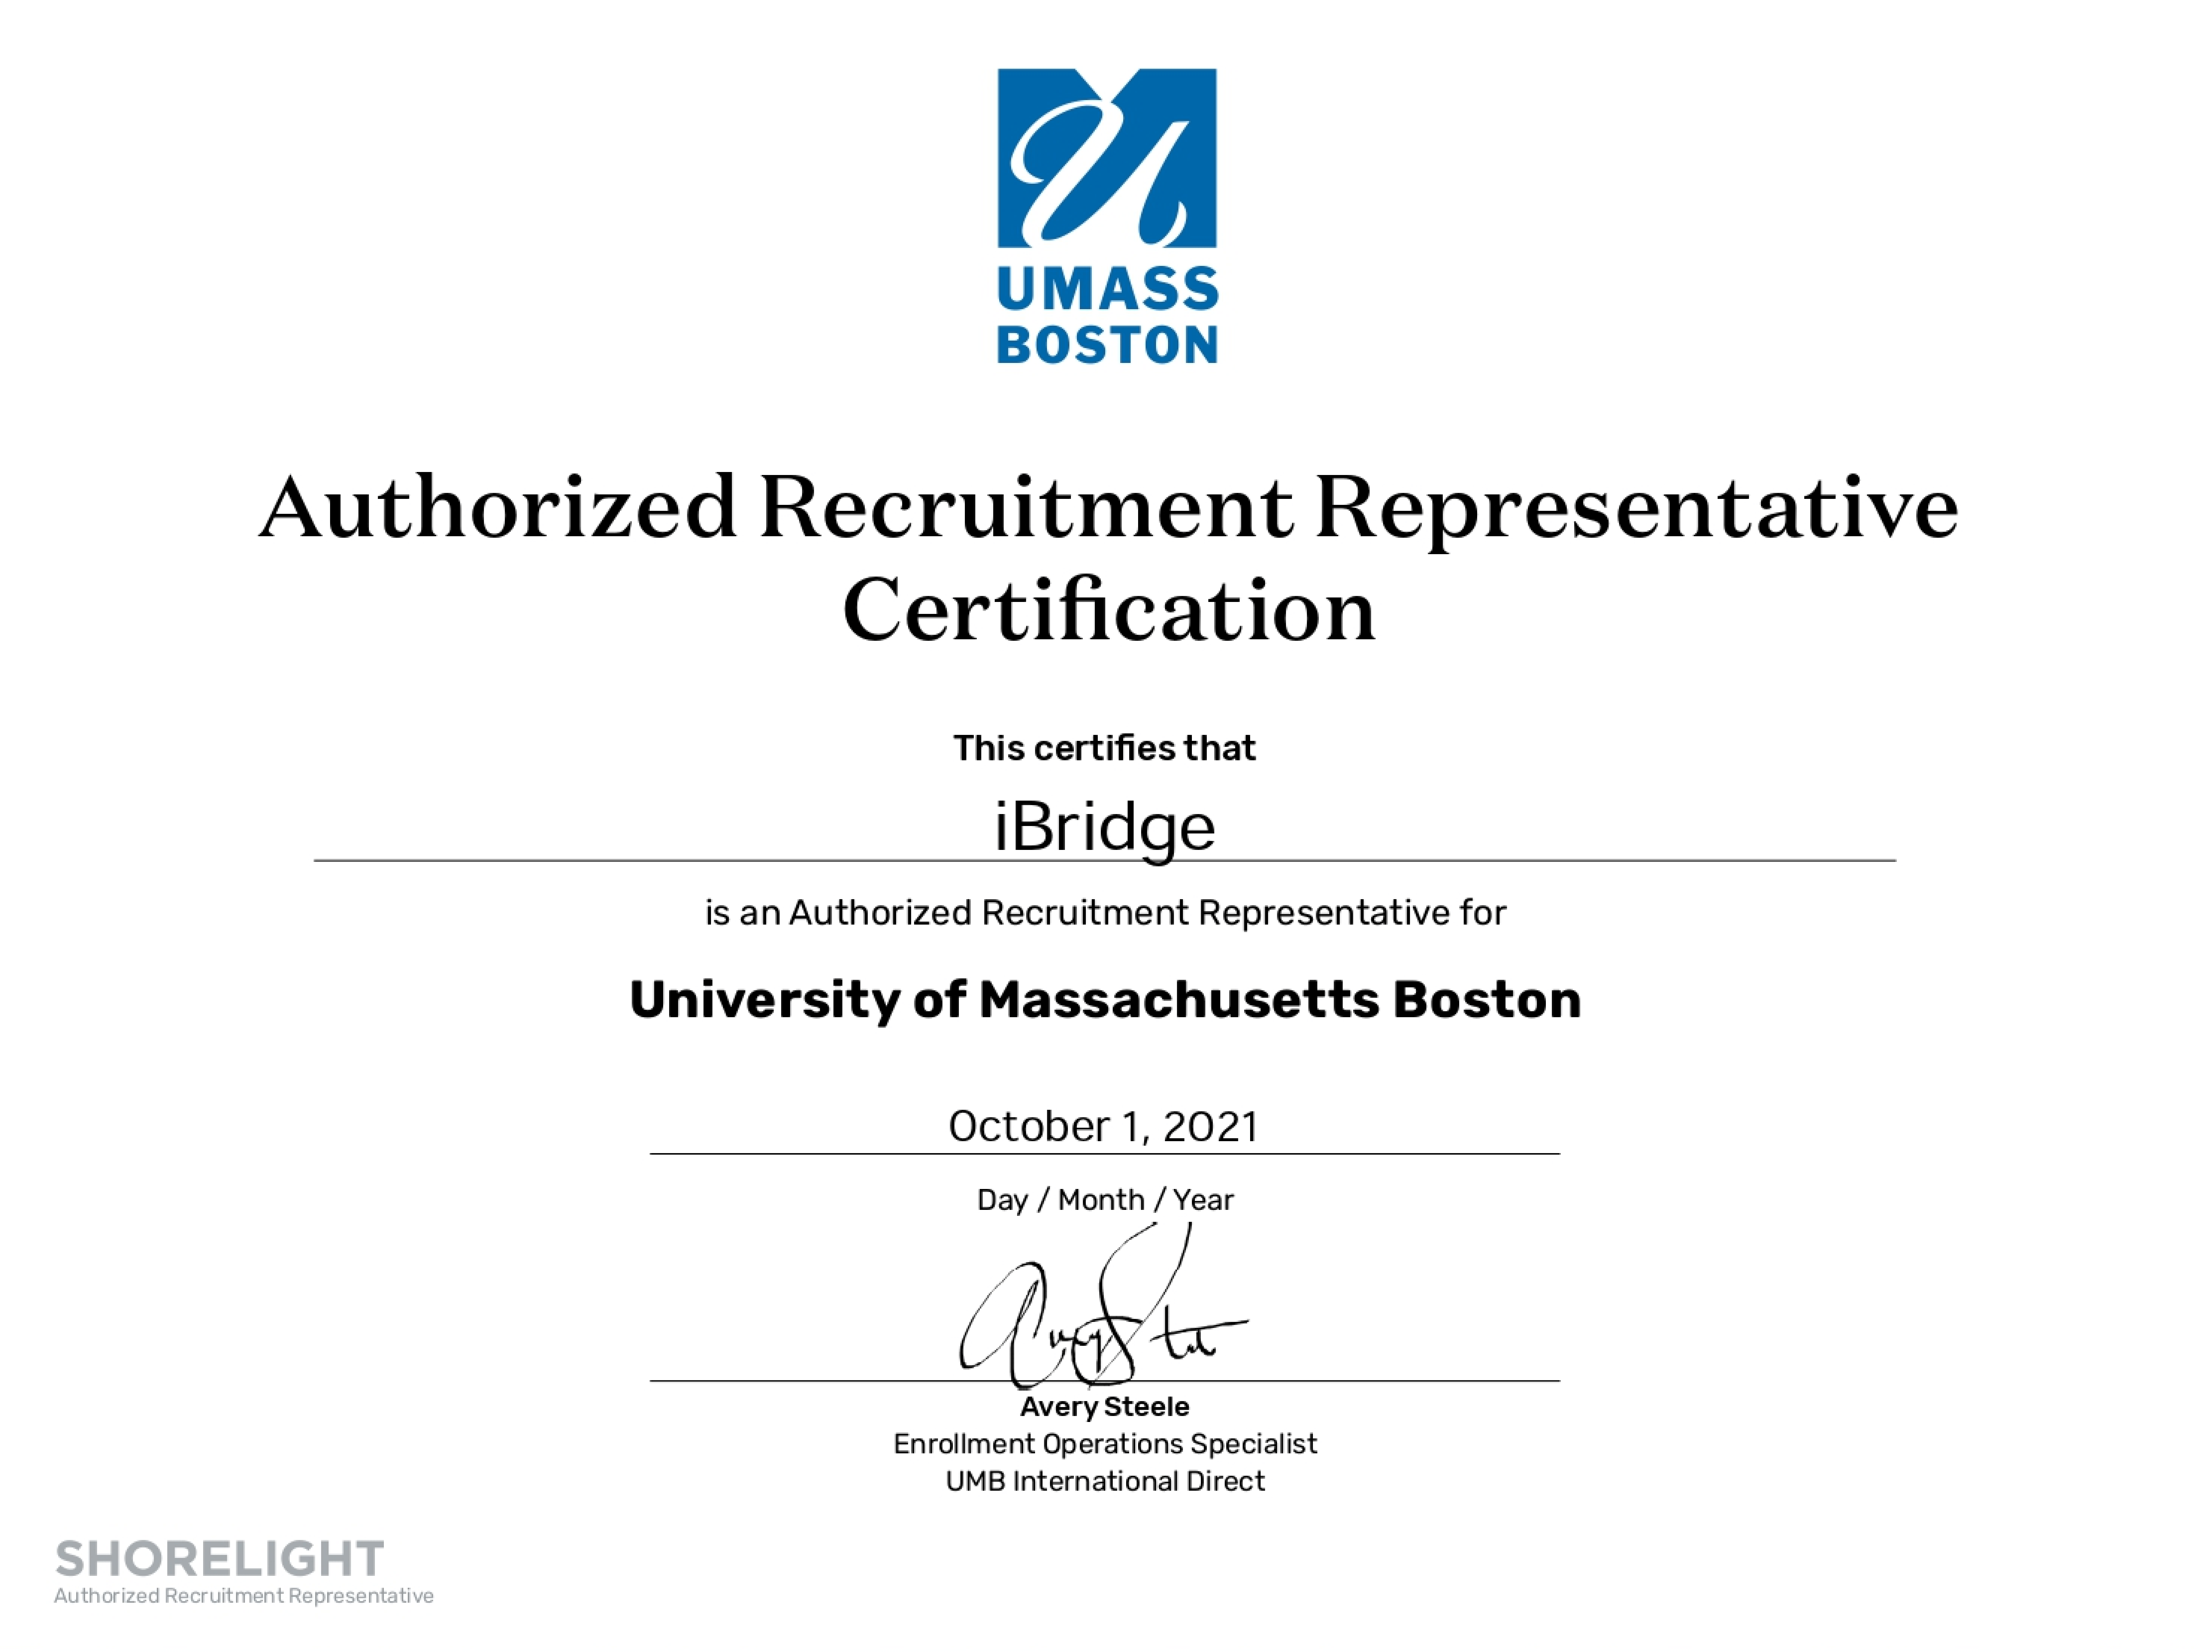 UMASS
BOSTON
Authorized Recruitment Representative
Certification
This certifies that
iBridge
is an Authorized Recruitment Representative for
University of Massachusetts Boston
October 1, 2021
Day / Month / Year
Avery Steele
Enrollment Operations Specialist
UMB International Direct
SHORELIGHT
Authorized Recruitment Representative